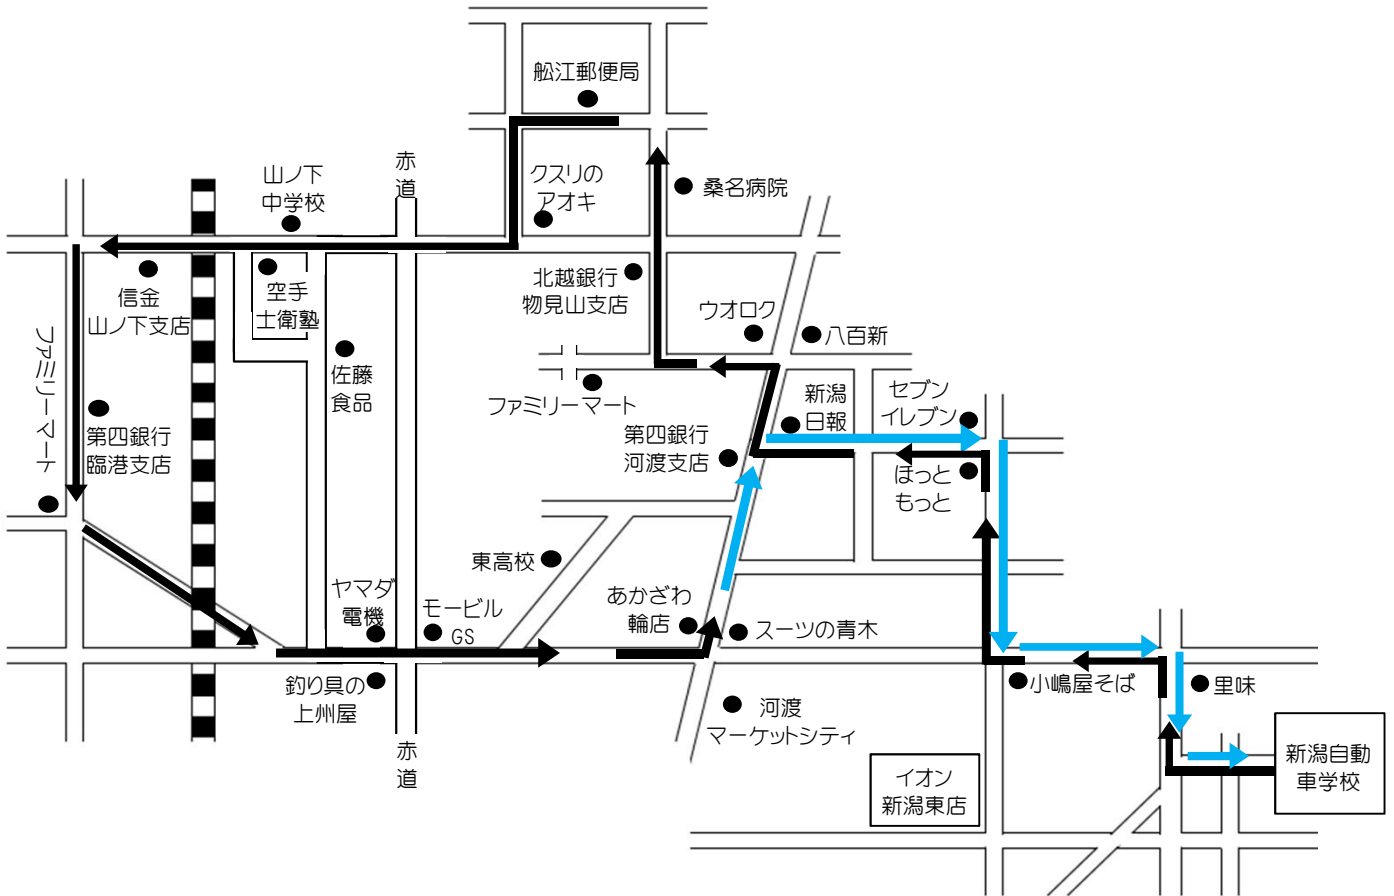 舩江郵便局
赤
道
山ノ下
中学校
クスリの
アオキ
桑名病院
信金
山ノ下支店
空手
士衛塾
北越銀行
物見山支店
ウオロク
八百新
ファミリーマート
佐藤
食品
ファミリーマート
新潟
日報
セブン
イレブン
第四銀行
臨港支店
第四銀行
河渡支店
ほっと
もっと
東高校
ヤマダ
電機
モービル
GS
あかざわ
輪店
スーツの青木
釣り具の
上州屋
河渡
マーケットシティ
小嶋屋そば
里味
赤
道
イオン
新潟東店
新潟自動
車学校